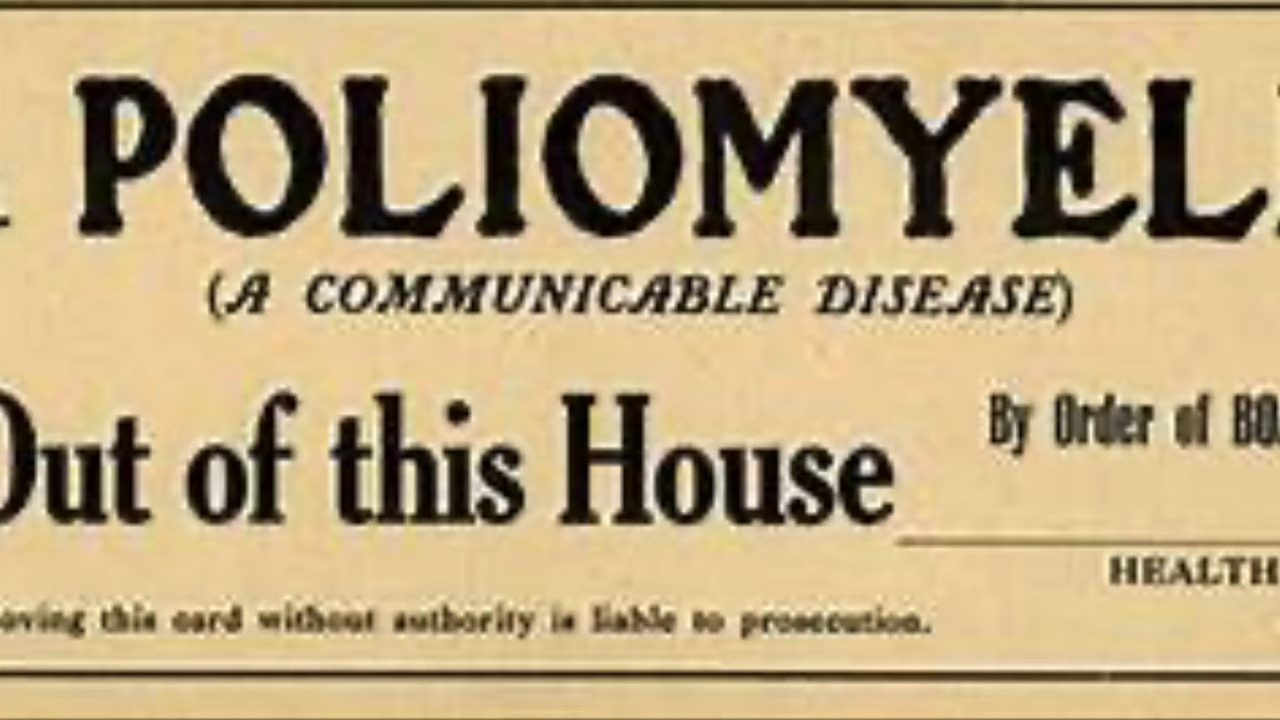 POLIOMYEL
(A COMMUNICABLE DISEASE)
Out of this House
By Order of BO
HEALTH
oving this card without authority is liable to prosecution.